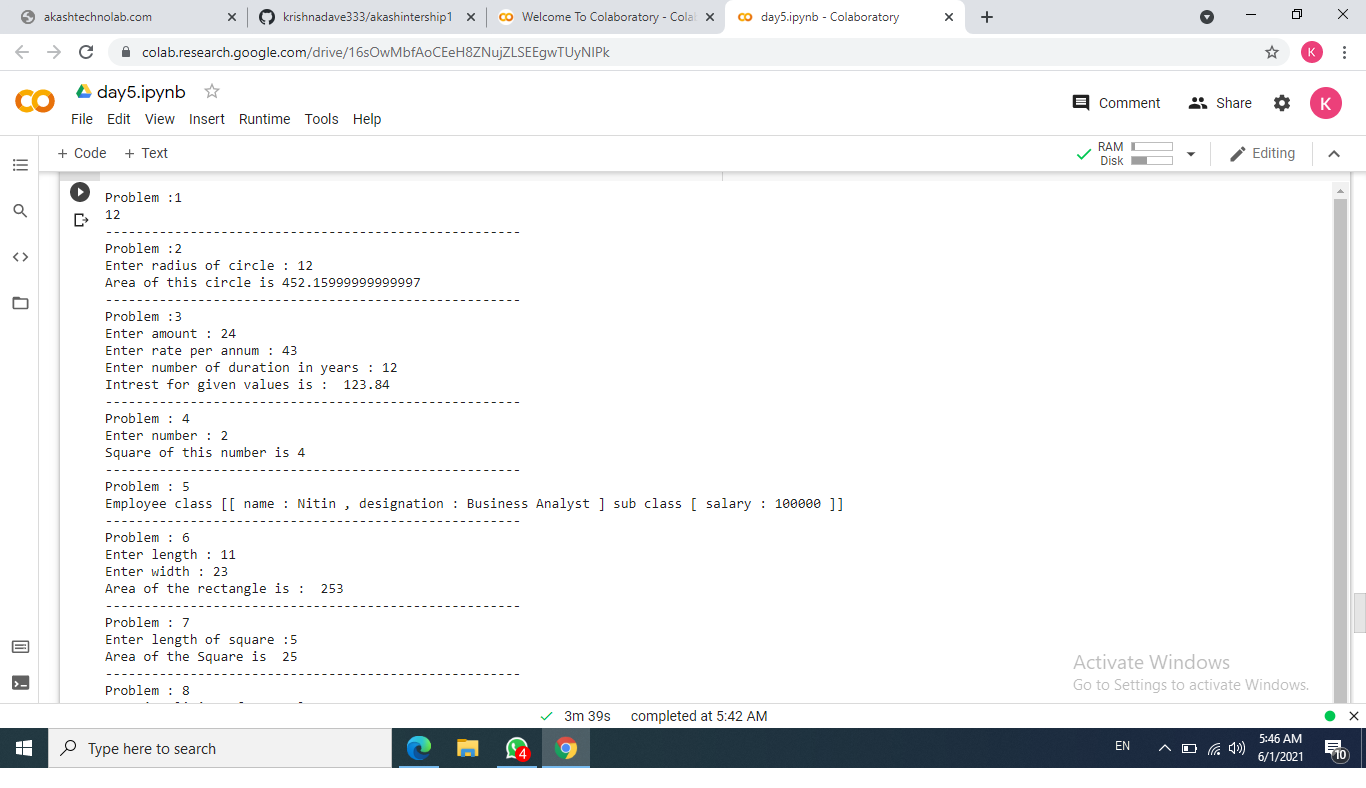 akashtechnolab.com
krishnadave333/akashintership1
Welcome To Colaboratory - Colal
day5.ipynb - Colaboratory
colab.research.google.com/drive/16sOwMbfAoCEeH8ZNujZLSEEgwTUyNIPk
K
day5.ipynb
Comment
Share
K
File Edit View Insert Runtime Tools Help
+ Code + Text
RAM
Disk
Editing
Problem :1
12
------------------------------------------------------
Problem :2
Enter radius of circle : 12
Area of this circle is 452.15999999999997
------------------------------------------------------
Problem :3
Enter amount : 24
Enter rate per annum : 43
Enter number of duration in years : 12
Intrest for given values is :  123.84
------------------------------------------------------
Problem : 4
Enter number : 2
Square of this number is 4
------------------------------------------------------
Problem : 5
Employee class [[ name : Nitin , designation : Business Analyst ] sub class [ salary : 100000 ]]
------------------------------------------------------
Problem : 6
Enter length : 11
Enter width : 23
Area of the rectangle is :  253
------------------------------------------------------
Problem : 7
Enter length of square :5
Area of the Square is  25
------------------------------------------------------
Problem : 8
Activate Windows
Go to Settings to activate Windows.
3m 39s completed at 5:42 AM
Type here to search
4
EN
5:46 AM
6/1/2021
10